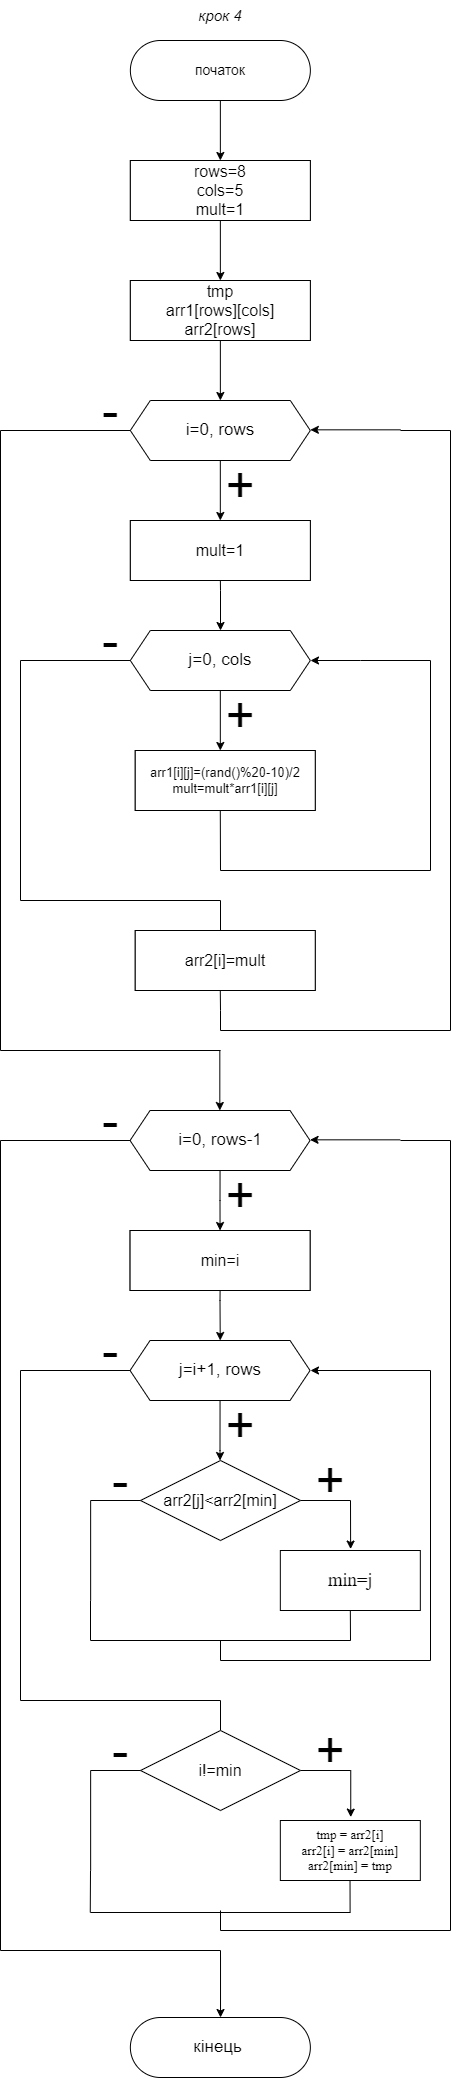 крок 4
початок
rows=8
cols=5
mult=1
tmp
arr1[rows][cols]
arr2[rows]
-
i=0, rows
+
mult=1
-
j=0, cols
+
arr1[i][j]=(rand()%20-10)/2
mult=mult*arr1[i][j]
arr2[i]=mult
-
i=0, rows-1
+
min=i
-
j=i+1, rows
+
-
arr2[j]<arr2[min]
+
min=j
-
i!=min
+
tmp = arr2[i]
arr2[i] = arr2[min]
arr2[min] = tmp
кінець